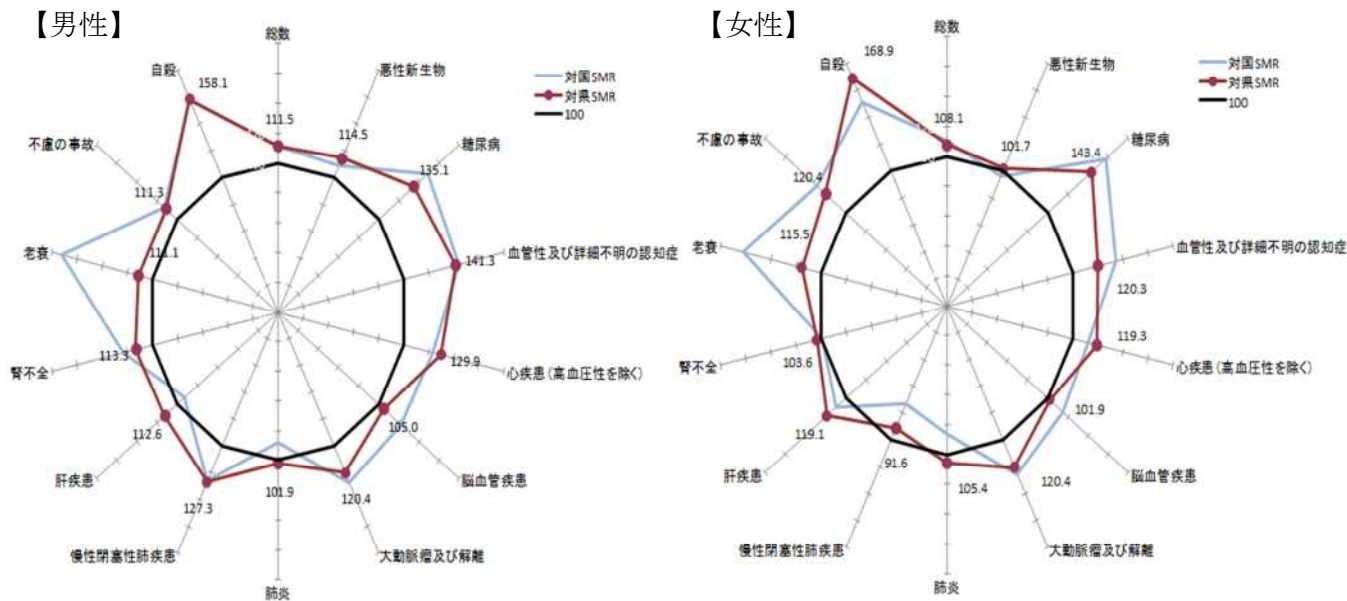 【男性】
総数
自殺
158.1
悪性新生物
対国SMR
対県SMR
100
111.5
114.5
不慮の事故
糖尿病
135.1
111.3
老衰
111.1
141.3
血管性及び詳細不明の認知症
腎不全
113.3
129.9
心疾患(高血圧性を除く)
肝疾患
112.6
105.0
脳血管疾患
127.3
101.9
120.4
慢性閉塞性肺疾患
大動脈瘤及び解離
肺炎
【女性】
総数
自殺
168.9
悪性新生物
対国SMR
対県SMR
100
108.1
101.7
不慮の事故
糖尿病
143.4
120.4
老衰
115.5
血管性及び詳細不明の認知症
120.3
腎不全
103.6
119.3
心疾患(高血圧性を除く)
肝疾患
119.1
101.9
脳血管疾患
91.6
105.4
120.4
慢性閉塞性肺疾患
大動脈瘤及び解離
肺炎